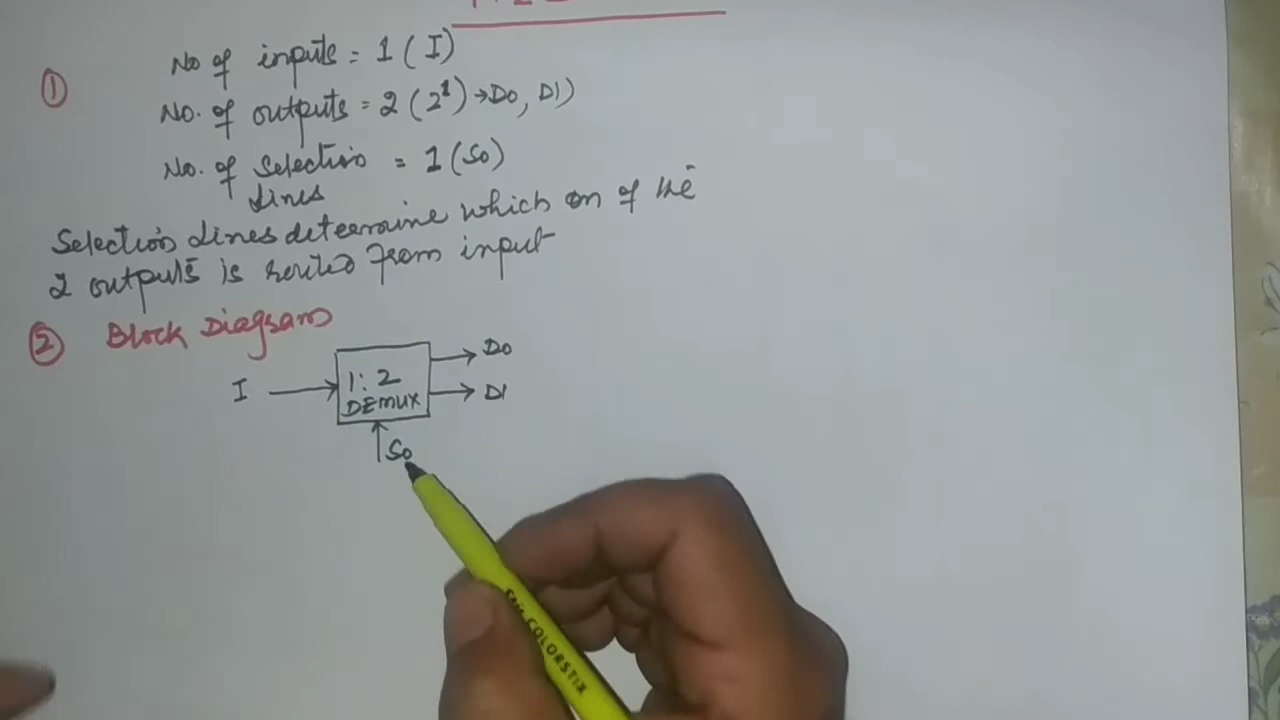 1
No of inputs = 1 ( I )
No. of outputs = 2 ( 2¹ ) → D0, D1)
No. of Selection = 1 (S0)
Lines
Selection Lines determine which on of the
2 outputs is routed from input
2 Block Diagram
I
1:2
DEMUX
D0
D1
S0
COLORSTIX